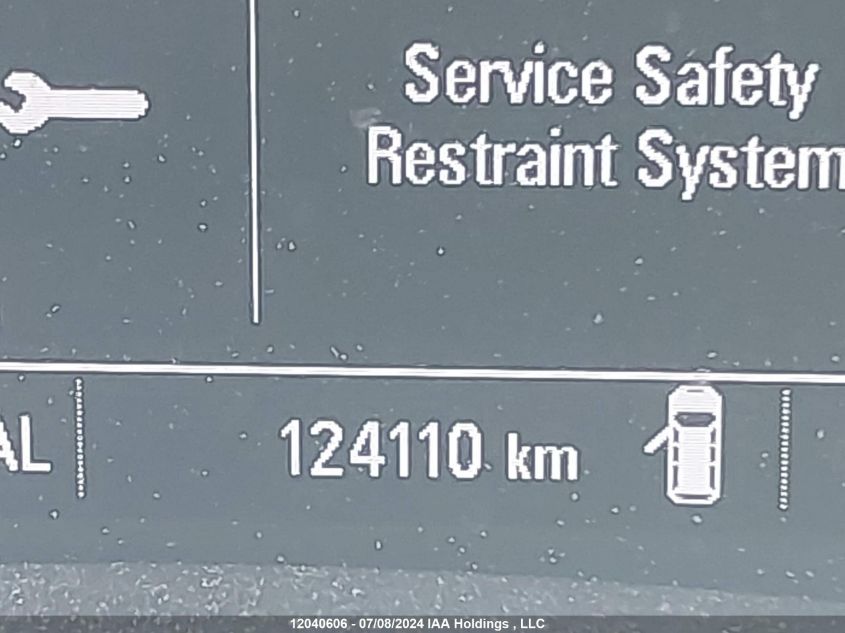 Service Safety
Restraint System
AL
124110 km
12040606 - 07/08/2024 IAA Holdings , LLC